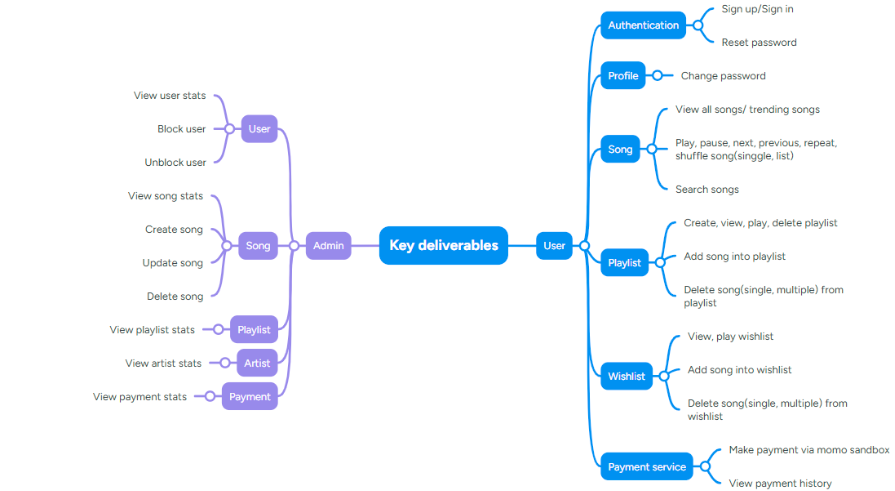 Key deliverables
Admin
User
View user stats
Block user
Unblock user
Song
View song stats
Create song
Update song
Delete song
Playlist
View playlist stats
Artist
View artist stats
Payment
View payment stats
User
Authentication
Sign up/Sign in
Reset password
Profile
Change password
Song
View all songs/ trending songs
Play, pause, next, previous, repeat,
shuffle song(singgle, list)
Search songs
Playlist
Create, view, play, delete playlist
Add song into playlist
Delete song(single, multiple) from
playlist
Wishlist
View, play wishlist
Add song into wishlist
Delete song(single, multiple) from
wishlist
Payment service
Make payment via momo sandbox
View payment history